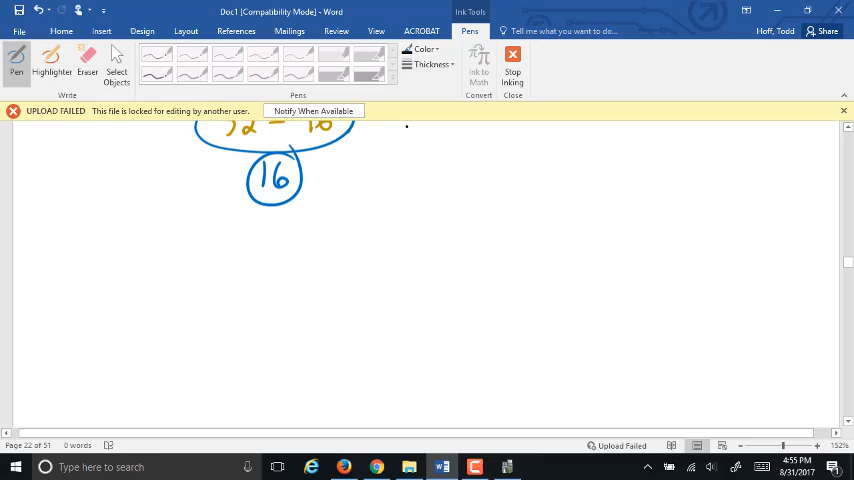 Doc1 [Compatibility Mode] - Word
Ink Tools
File Home Insert Design Layout References Mailings Review View ACROBAT Pens Tell me what you want to do... Hoff, Todd Share
Pen Highlighter Eraser Select Objects
Color
Thickness
Ink to Math
Stop Inking
Write Pens Convert Close
UPLOAD FAILED This file is locked for editing by another user. Notify When Available
32 - 16
16
Page 22 of 51 0 words Upload Failed 152%
Type here to search
4:55 PM
8/31/2017